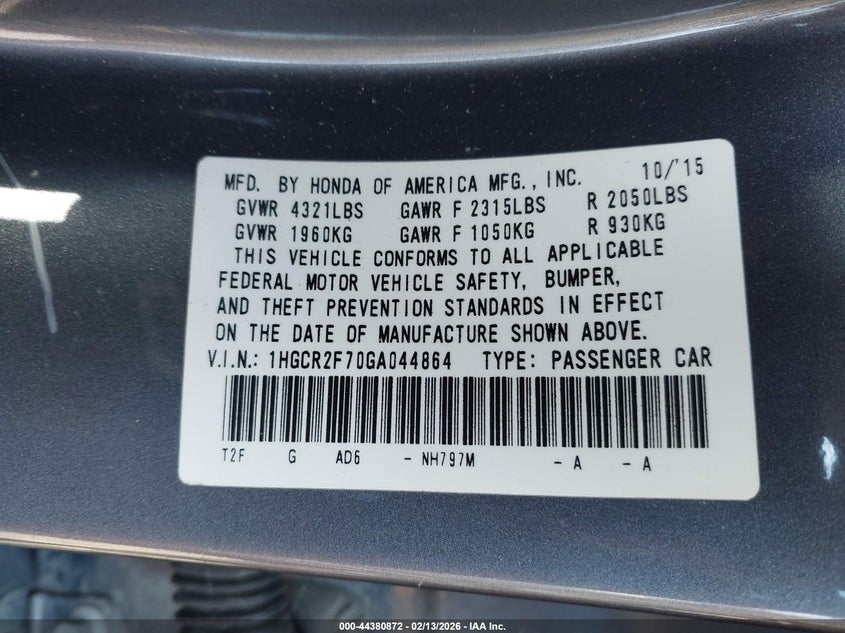 MFD. BY HONDA OF AMERICA MFG., INC. 10/'15
GVWR 4321LBS GAWR F 2315LBS R 2050LBS
GVWR 1960KG GAWR F 1050KG R 930KG
THIS VEHICLE CONFORMS TO ALL APPLICABLE
FEDERAL MOTOR VEHICLE SAFETY, BUMPER,
AND THEFT PREVENTION STANDARDS IN EFFECT
ON THE DATE OF MANUFACTURE SHOWN ABOVE.
V.I.N.: 1HGCR2F70GA044864 TYPE: PASSENGER CAR
T2F G AD6 - NH797M - A - A
000-44380872 - 02/13/2026 - IAA Inc.